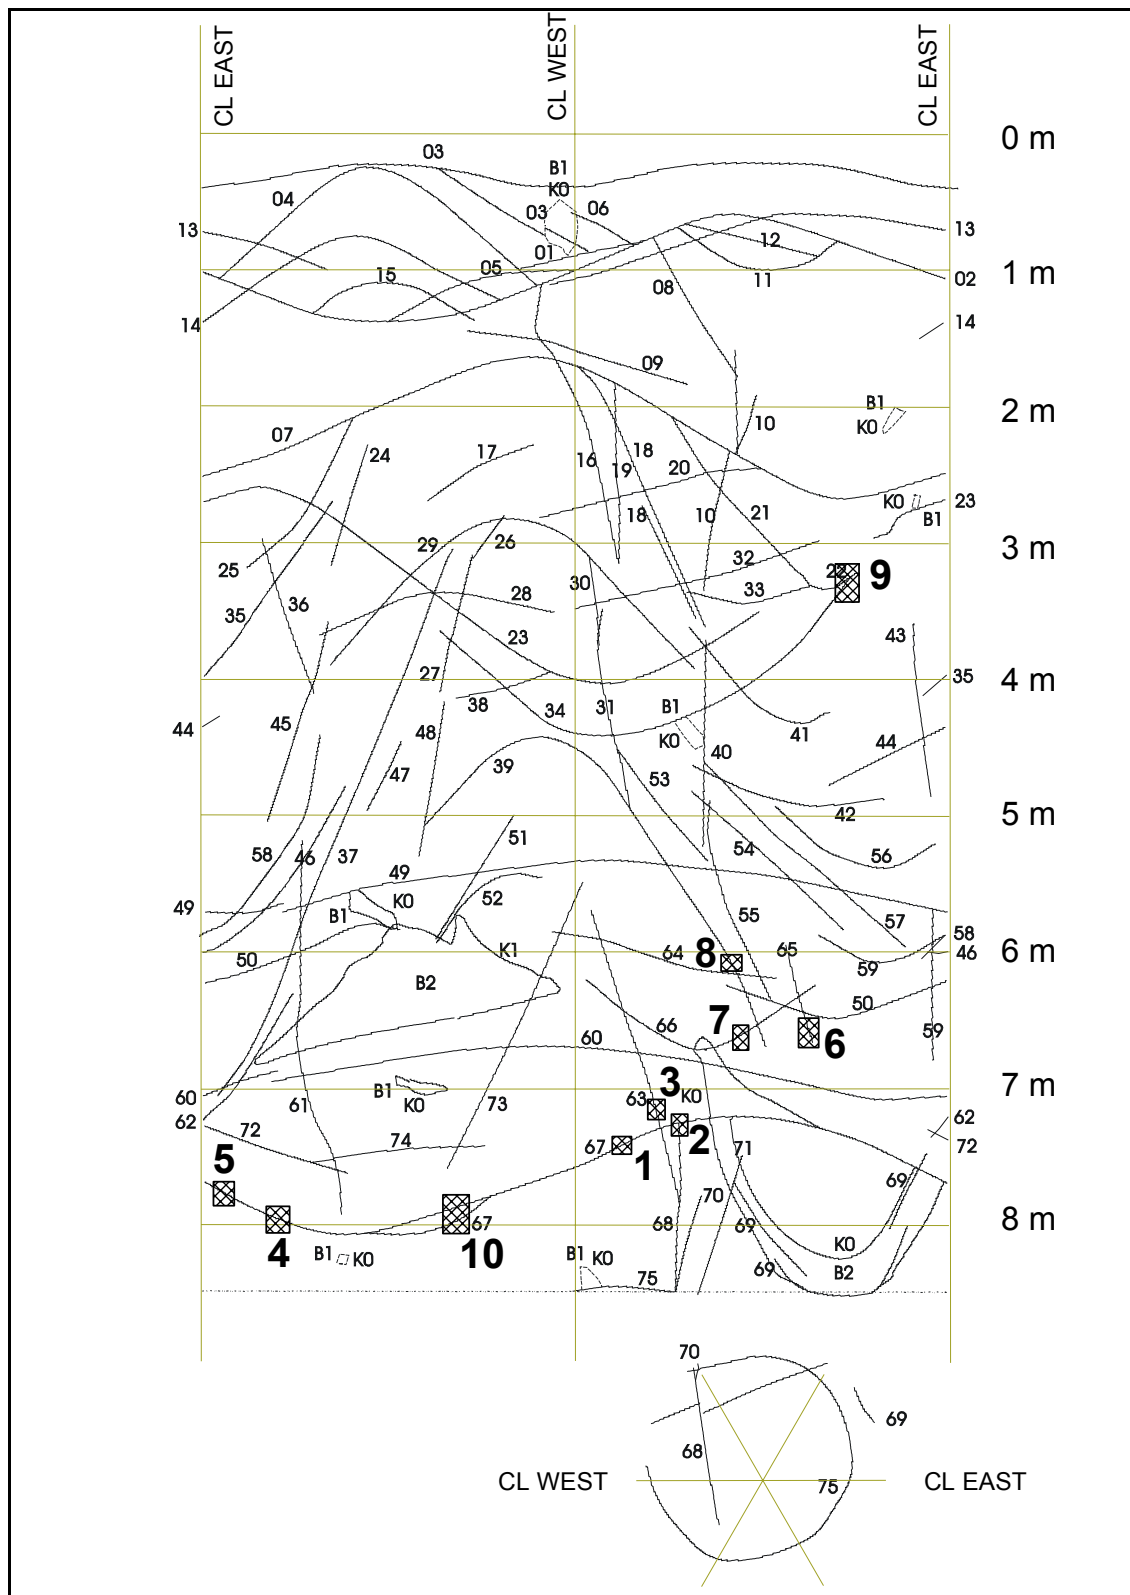 CL EAST CL WEST CL EAST
0 m
03
B1
K0
04 03 06
13 12 13
01
05 1 m
15 08 11 02
14 14
09
2 m
B1
07 10 K0
24 17 16 18
19 20
K0 23
18 10 21 B1
29 26 3 m
25 32
30 22 9
28 33
36
35 23 43
27 35
4 m
38 34 31 B1
44 45 48 K0 41 44
40
39 53
47
5 m
42
51 54
58 46 37 56
49
K0 52
49 B1 55 57
58
K1 64 65 46
50 8 59 6 m
B2
50
66 7 6 59
60
3 7 m
60 B1 K0 63 K0
62 61 73 62
72 2
74 67 1 71 72
5
69
70
67 68 69 8 m
4 10 K0
B1 K0 B1 K0 69 B2
75
70
69
68
CL WEST 75 CL EAST